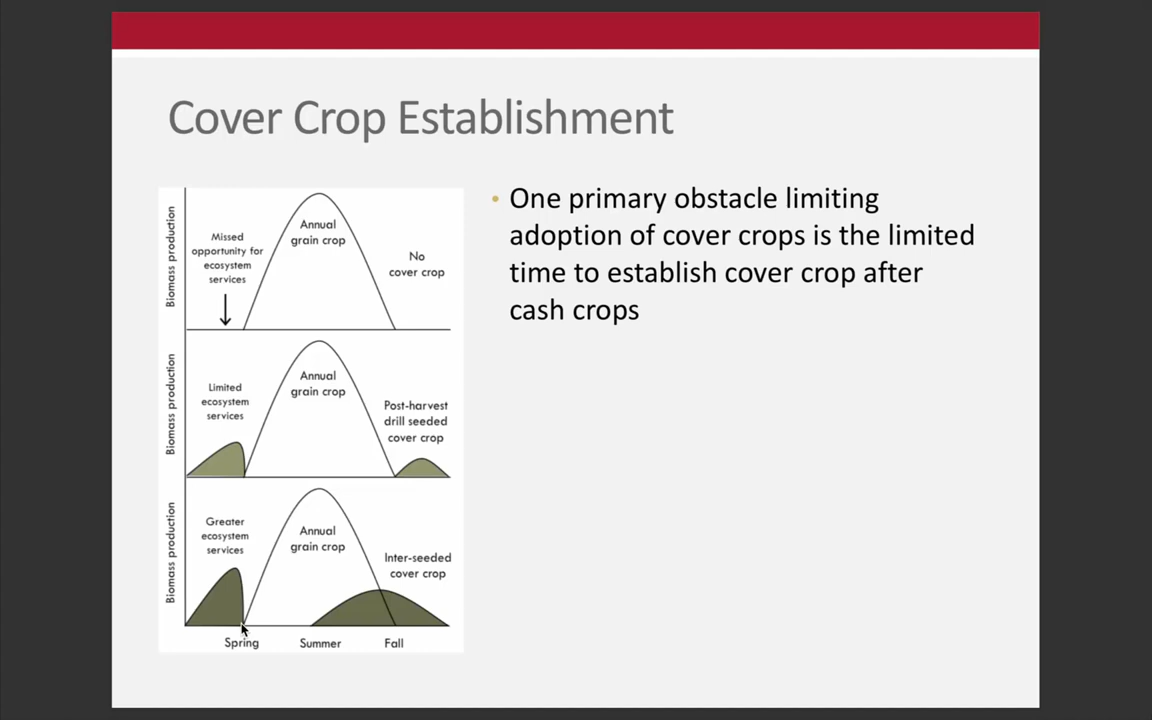 Cover Crop Establishment
Biomass production
Missed
opportunity for
ecosystem
services
Annual
grain crop
No
cover crop
Biomass production
Limited
ecosystem
services
Annual
grain crop
Post-harvest
drill seeded
cover crop
Biomass production
Greater
ecosystem
services
Annual
grain crop
Inter-seeded
cover crop
Spring Summer Fall
• One primary obstacle limiting
adoption of cover crops is the limited
time to establish cover crop after
cash crops